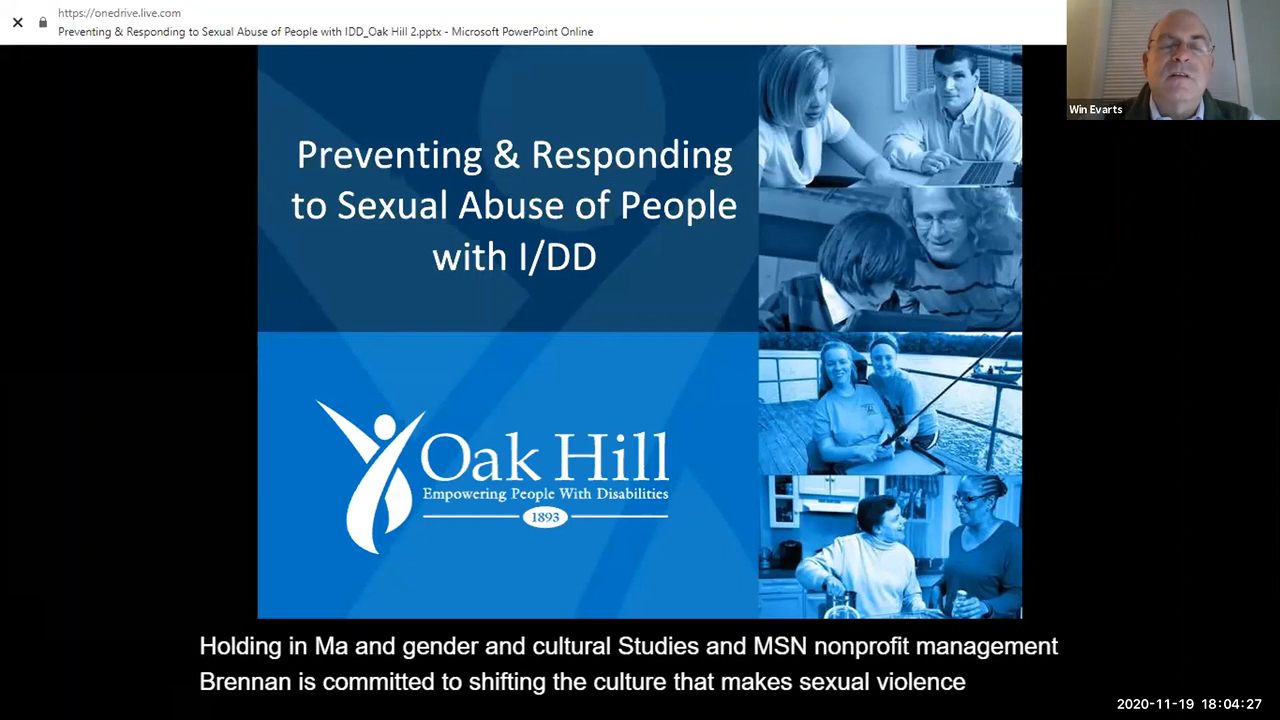 https://onedrive.live.com
Preventing & Responding to Sexual Abuse of People with IDD_Oak Hill 2.pptx - Microsoft PowerPoint Online
Win Evarts
Preventing & Responding
to Sexual Abuse of People
with I/DD
Oak Hill
Empowering People With Disabilities
1893
Holding in Ma and gender and cultural Studies and MSN nonprofit management
Brennan is committed to shifting the culture that makes sexual violence
2020-11-19 18:04:27